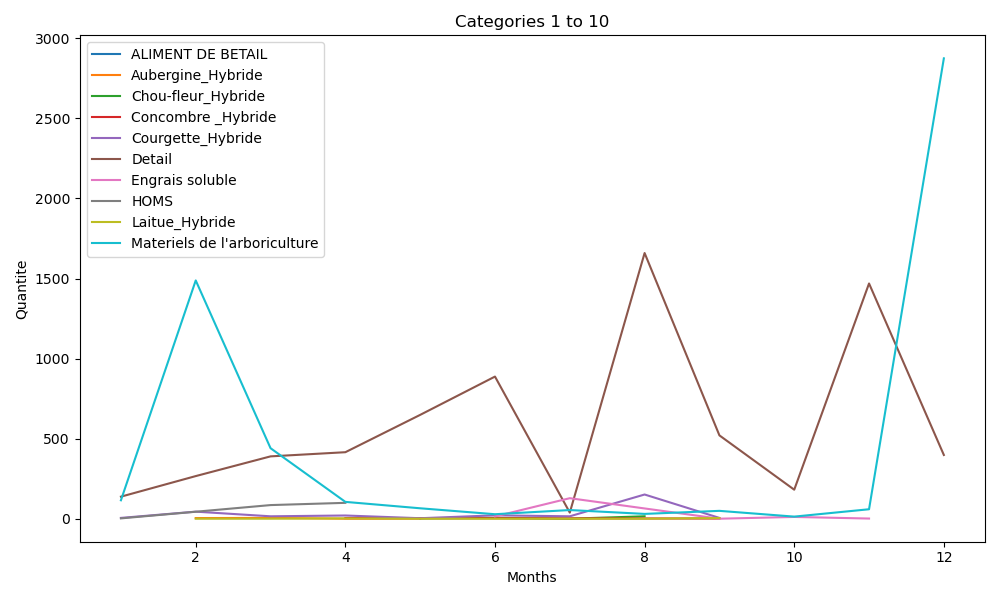 Categories 1 to 10
3000
2500
2000
1500
1000
500
0
Quantite
ALIMENT DE BETAIL
Aubergine_Hybride
Chou-fleur_Hybride
Concombre _Hybride
Courgette_Hybride
Detail
Engrais soluble
HOMS
Laitue_Hybride
Materiels de l'arboriculture
2 4 6 8 10 12
Months